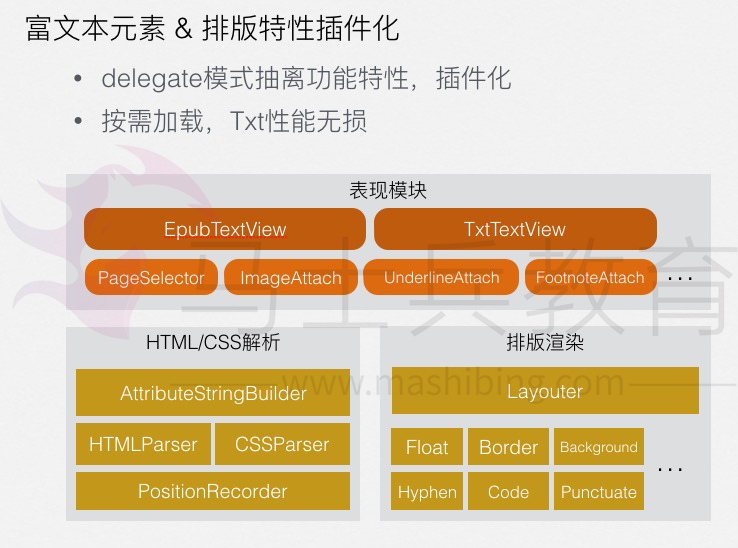 富文本元素 & 排版特性插件化
• delegate模式抽离功能特性，插件化
• 按需加载，Txt性能无损
表现模块
EpubTextView TxtTextView
PageSelector ImageAttach UnderlineAttach FootnoteAttach ...
马士兵教育
HTML/CSS解析
AttributeStringBuilder
HTMLParser CSSParser
PositionRecorder
排版渲染
Layouter
Float Border Background
Hyphen Code Punctuate ...
www.mashibing.com